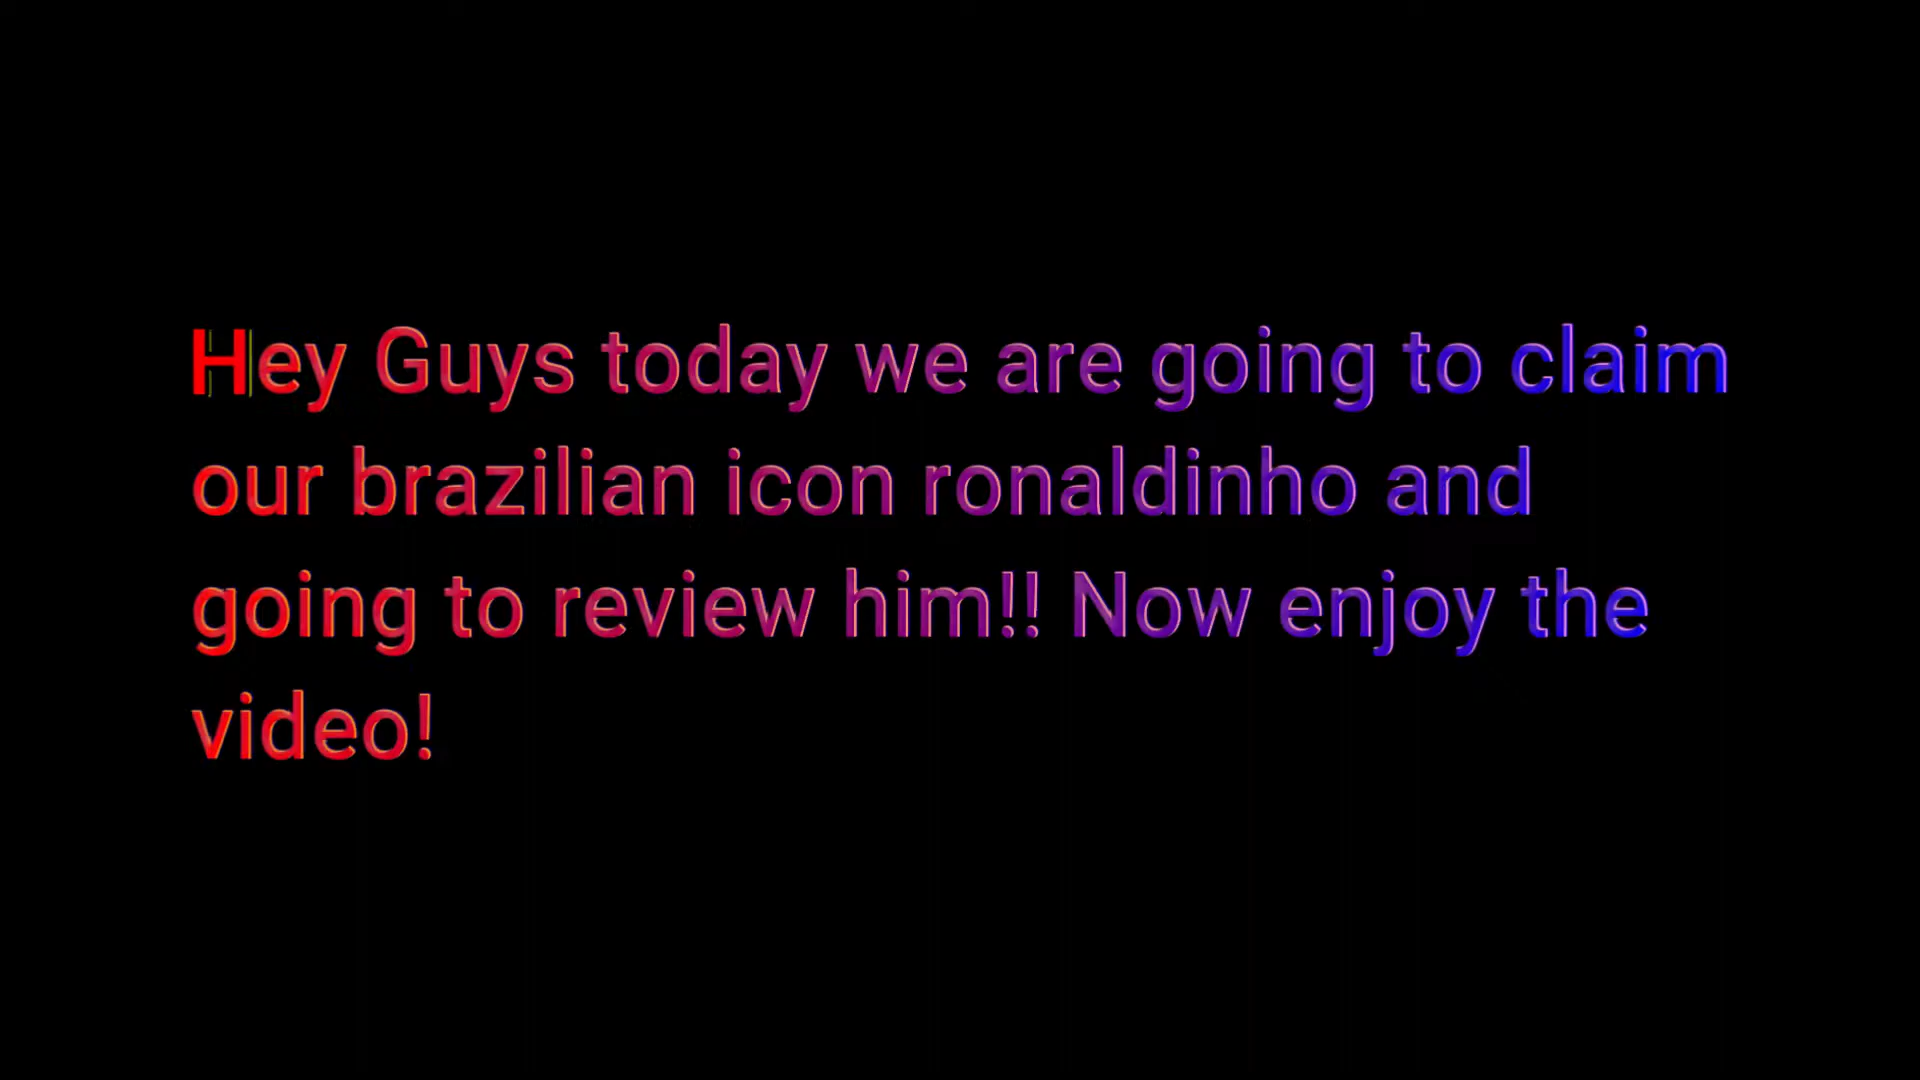 Hey Guys today we are going to claim
our brazilian icon ronaldinho and
going to review him!! Now enjoy the
video!